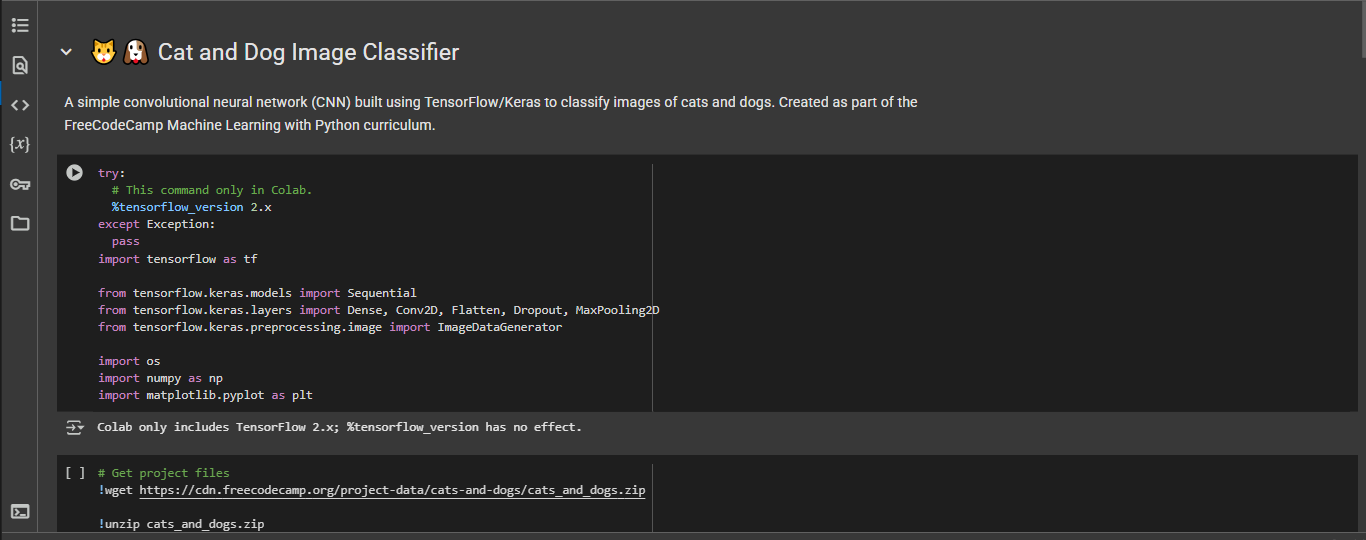 🐱🐶 Cat and Dog Image Classifier
A simple convolutional neural network (CNN) built using TensorFlow/Keras to classify images of cats and dogs. Created as part of the
FreeCodeCamp Machine Learning with Python curriculum.
try:
  # This command only in Colab.
  %tensorflow_version 2.x
except Exception:
  pass
import tensorflow as tf
from tensorflow.keras.models import Sequential
from tensorflow.keras.layers import Dense, Conv2D, Flatten, Dropout, MaxPooling2D
from tensorflow.keras.preprocessing.image import ImageDataGenerator
import os
import numpy as np
import matplotlib.pyplot as plt
Colab only includes TensorFlow 2.x; %tensorflow_version has no effect.
[ ] # Get project files
!wget https://cdn.freecodecamp.org/project-data/cats-and-dogs/cats_and_dogs.zip
!unzip cats_and_dogs.zip